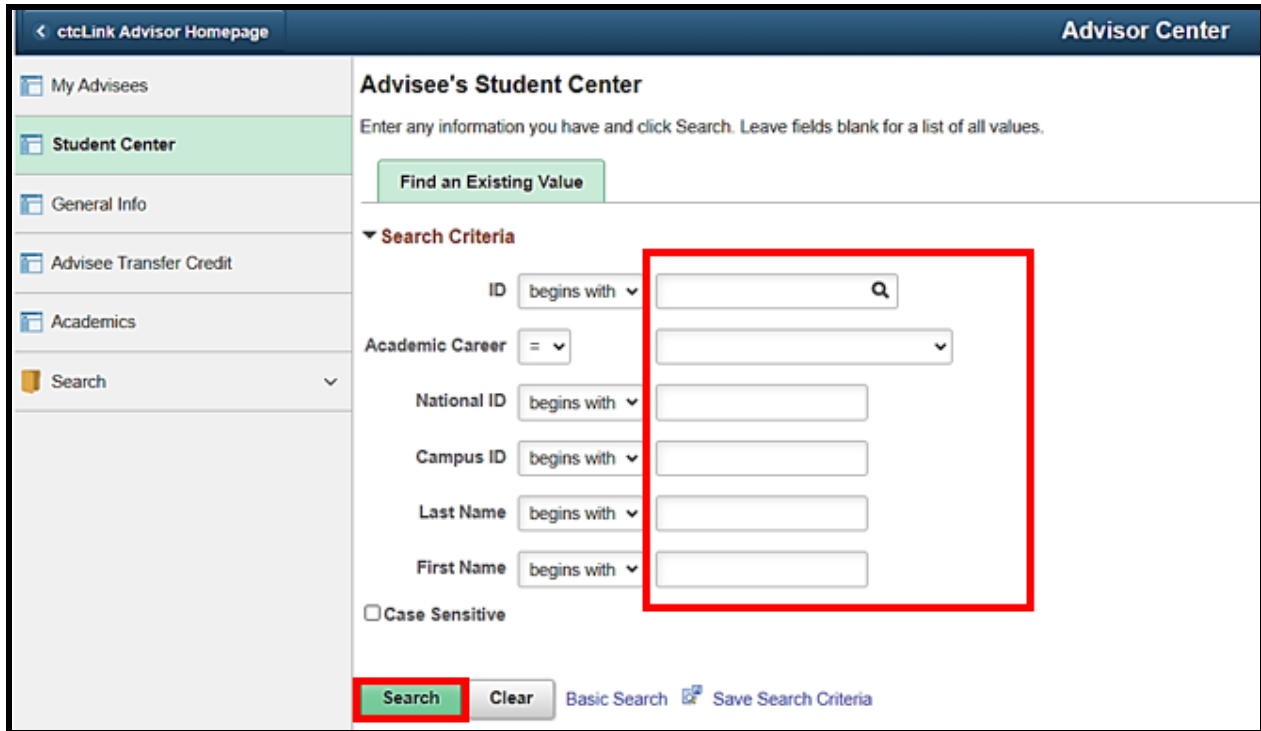 ctcLink Advisor Homepage
Advisor Center
My Advisees
Student Center
General Info
Advisee Transfer Credit
Academics
Search
Advisee's Student Center
Enter any information you have and click Search. Leave fields blank for a list of all values.
Find an Existing Value
Search Criteria
ID begins with
Academic Career =
National ID begins with
Campus ID begins with
Last Name begins with
First Name begins with
Case Sensitive
Search Clear Basic Search Save Search Criteria